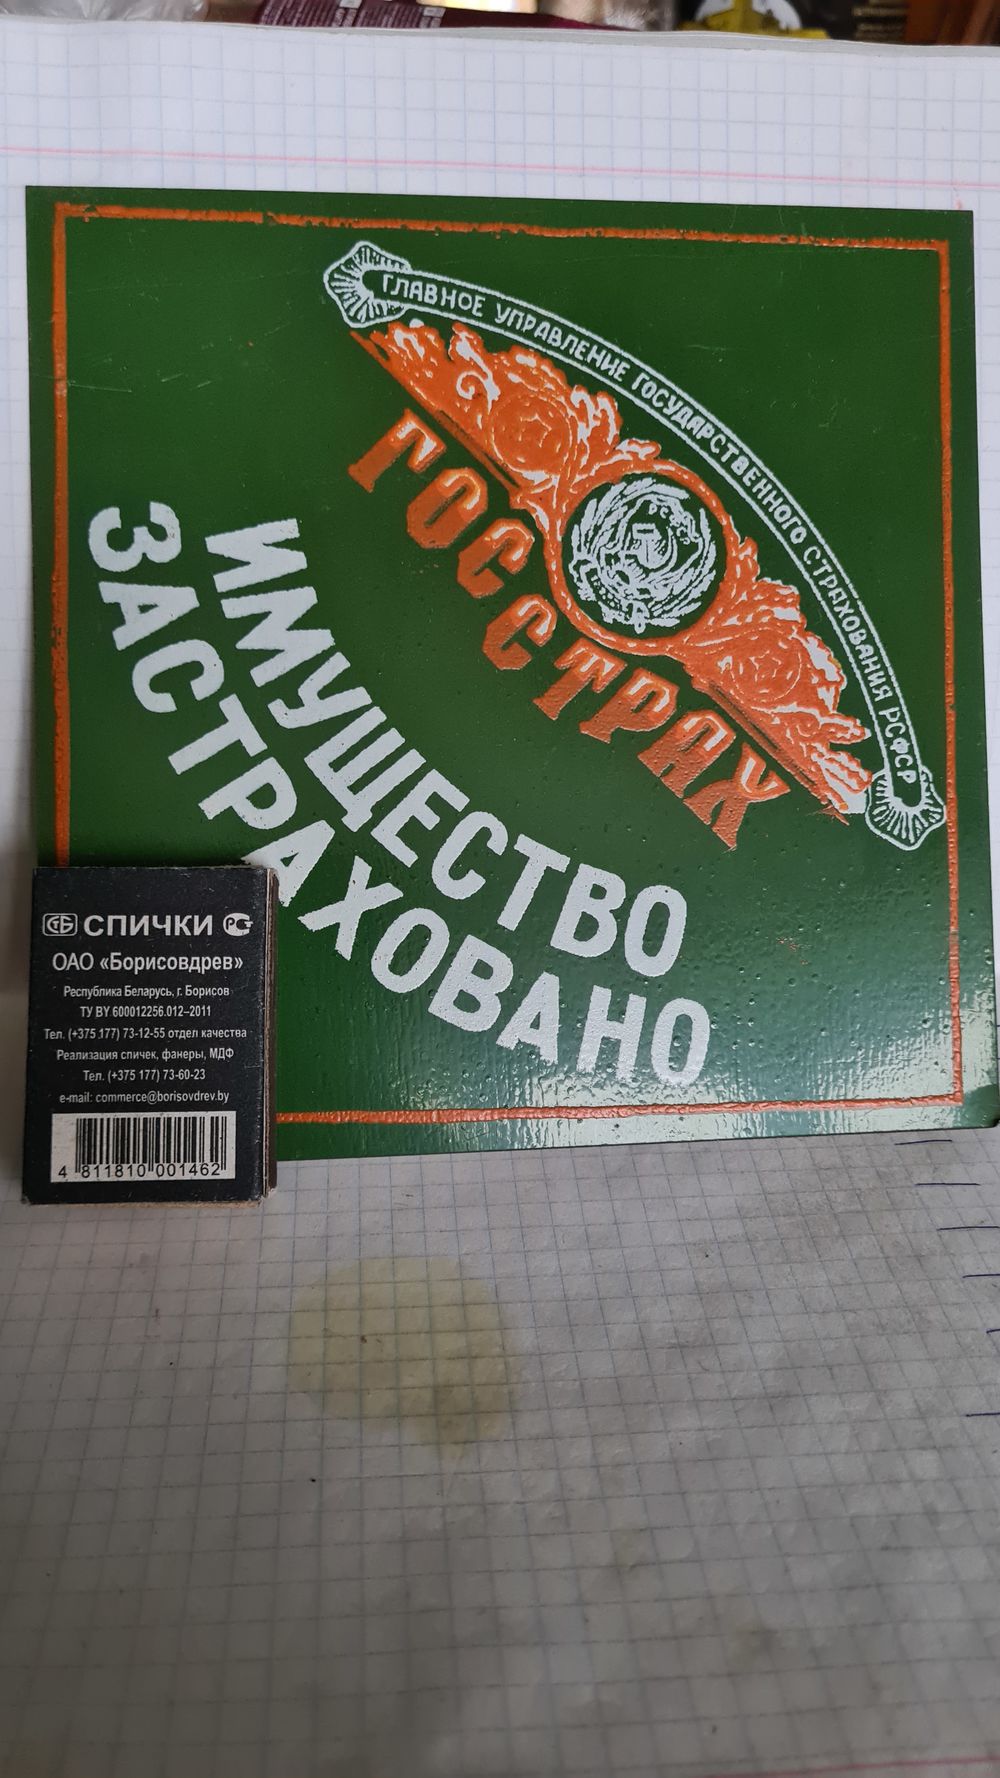 ГЛАВНОЕ УПРАВЛЕНИЕ ГОСУДАРСТВЕННОГО СТРАХОВАНИЯ РСФСР
ГОССТРАХ
ИМУЩЕСТВО
ЗАСТРАХОВАНО
СТБ СПИЧКИ РС
ОАО «Борисовдрев»
Республика Беларусь, г. Борисов
ТУ BY 600012256.012–2011
Тел. (+375 177) 73-12-55 отдел качества
Реализация спичек, фанеры, МДФ
Тел. (+375 177) 73-60-23
e-mail: commerce@borisovdrev.by
4 811810 001462